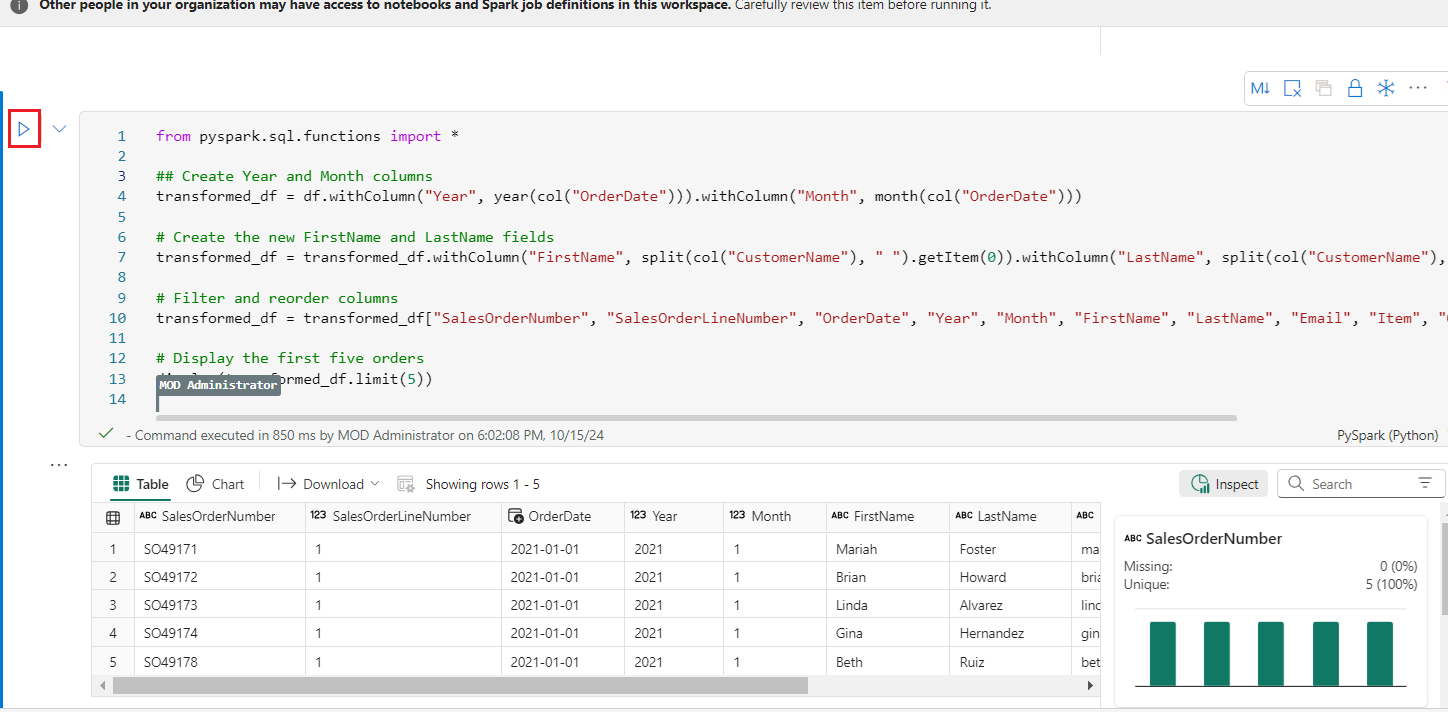 Other people in your organization may have access to notebooks and Spark job definitions in this workspace. Carefully review this item before running it.
M↓
1 from pyspark.sql.functions import *
2
3 ## Create Year and Month columns
4 transformed_df = df.withColumn("Year", year(col("OrderDate"))).withColumn("Month", month(col("OrderDate")))
5
6 # Create the new FirstName and LastName fields
7 transformed_df = transformed_df.withColumn("FirstName", split(col("CustomerName"), " ").getItem(0)).withColumn("LastName", split(col("CustomerName"),
8
9 # Filter and reorder columns
10 transformed_df = transformed_df["SalesOrderNumber", "SalesOrderLineNumber", "OrderDate", "Year", "Month", "FirstName", "LastName", "Email", "Item", "
11
12 # Display the first five orders
13 ormed_df.limit(5))
MOD Administrator
14
- Command executed in 850 ms by MOD Administrator on 6:02:08 PM, 10/15/24 PySpark (Python)
Table Chart Download Showing rows 1 - 5 Inspect Search
ABC SalesOrderNumber 123 SalesOrderLineNumber OrderDate 123 Year 123 Month ABC FirstName ABC LastName ABC
1 SO49171 1 2021-01-01 2021 1 Mariah Foster ma
2 SO49172 1 2021-01-01 2021 1 Brian Howard bria
3 SO49173 1 2021-01-01 2021 1 Linda Alvarez linc
4 SO49174 1 2021-01-01 2021 1 Gina Hernandez gin
5 SO49178 1 2021-01-01 2021 1 Beth Ruiz bet
ABC SalesOrderNumber
Missing: 0 (0%)
Unique: 5 (100%)